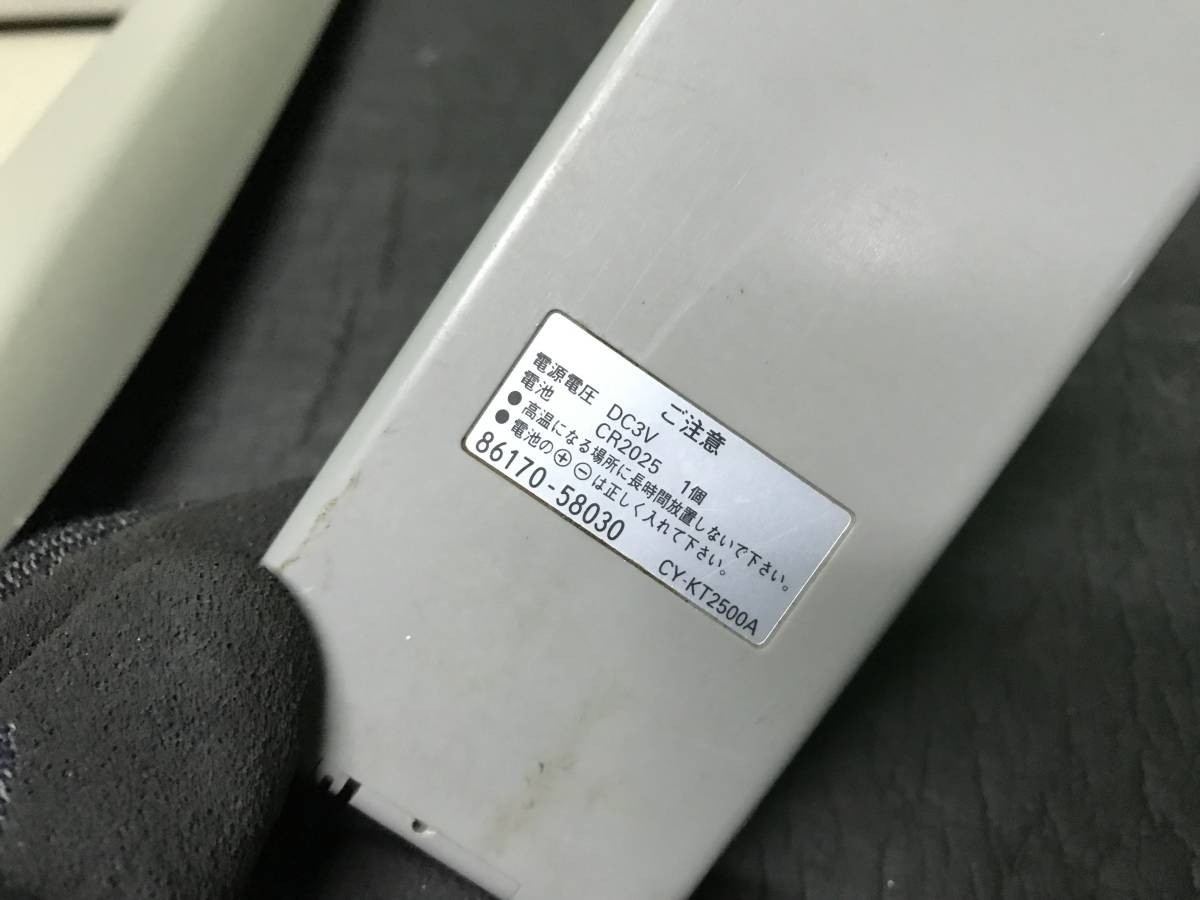 ご注意
電源電圧 DC3V
電池 CR2025 1個
●高温になる場所に長時間放置しないで下さい。
●電池の⊕⊖は正しく入れて下さい。
86170-58030 CY-KT2500A